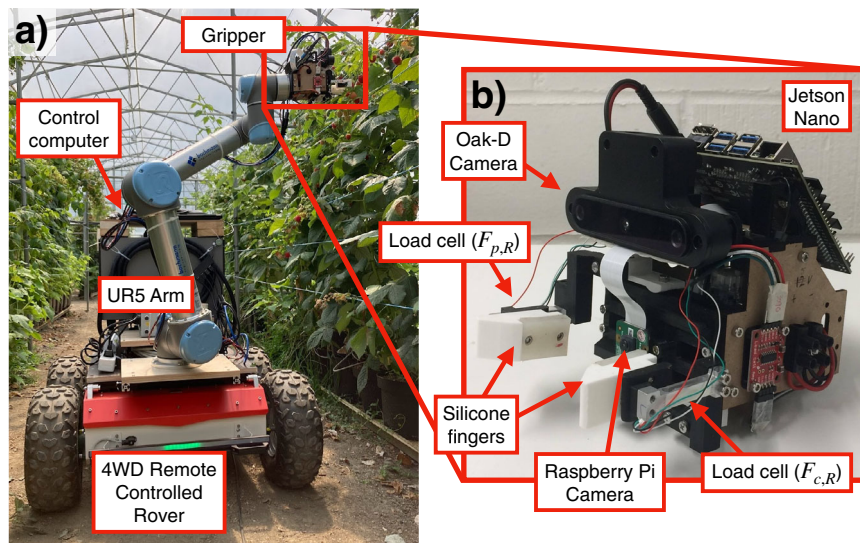 a)
Gripper
Control
computer
UR5 Arm
4WD Remote
Controlled
Rover
b)
Jetson
Nano
Oak-D
Camera
Load cell (F_{p,R})
Silicone
fingers
Raspberry Pi
Camera
Load cell (F_{c,R})